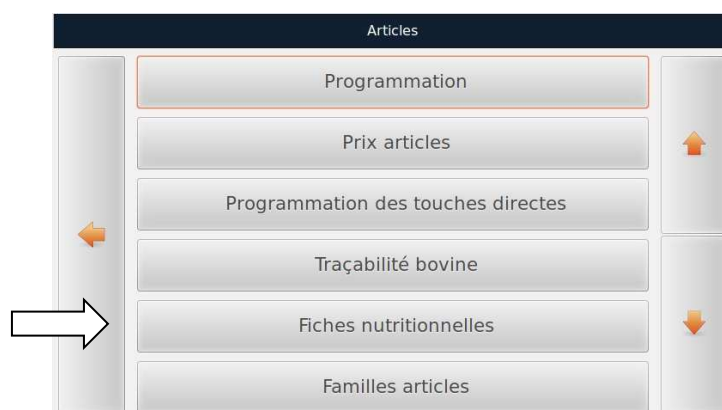 Articles
Programmation
Prix articles
Programmation des touches directes
Traçabilité bovine
Fiches nutritionnelles
Familles articles